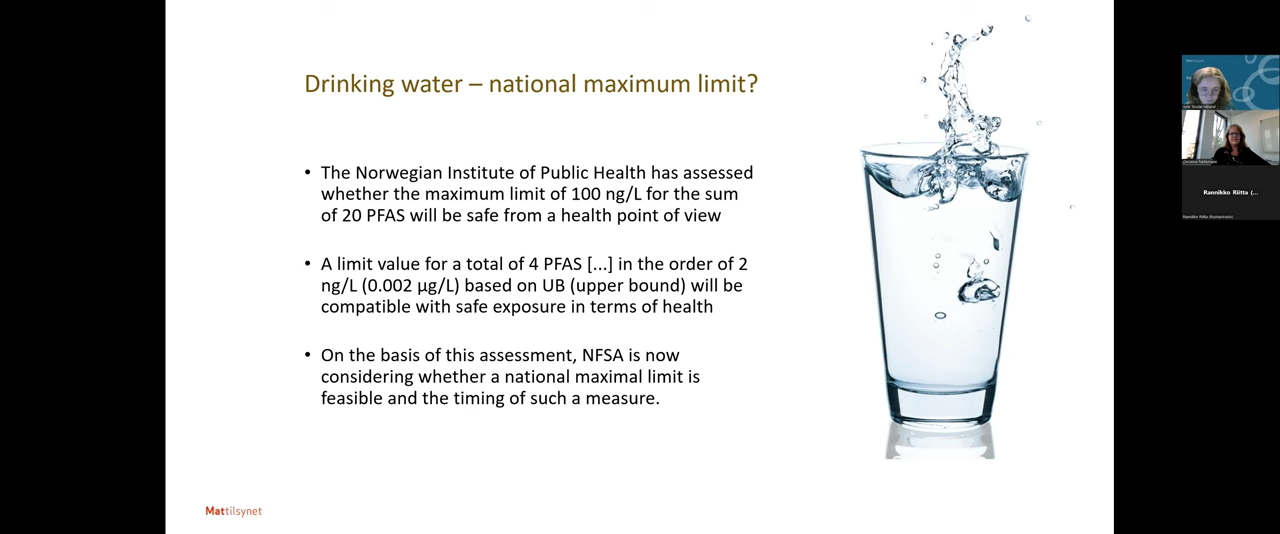 Drinking water – national maximum limit?
• The Norwegian Institute of Public Health has assessed
whether the maximum limit of 100 ng/L for the sum
of 20 PFAS will be safe from a health point of view
• A limit value for a total of 4 PFAS [...] in the order of 2
ng/L (0.002 µg/L) based on UB (upper bound) will be
compatible with safe exposure in terms of health
• On the basis of this assessment, NFSA is now
considering whether a national maximal limit is
feasible and the timing of such a measure.
Mattilsynet
Rannikko Riitta (...
Rannikko Riitta (Ruokavirasto)